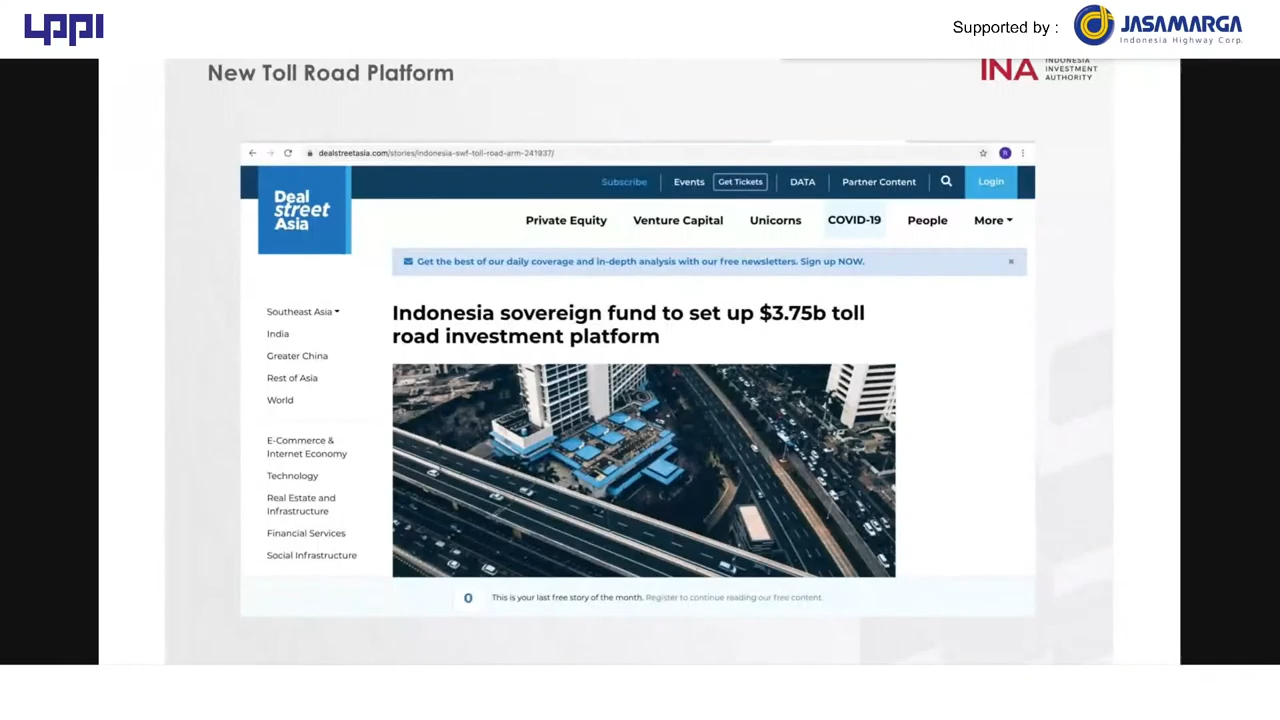 LPPI
Supported by :
JASAMARGA
Indonesia Highway Corp.
New Toll Road Platform
INA
INDONESIA
INVESTMENT
AUTHORITY
dealstreetasia.com/stories/indonesia-swf-toll-road-arm-241937/
R
Subscribe
Events
Get Tickets
DATA
Partner Content
Login
Deal
street
Asia
Private Equity
Venture Capital
Unicorns
COVID-19
People
More
Get the best of our daily coverage and in-depth analysis with our free newsletters. Sign up NOW.
Southeast Asia
India
Greater China
Rest of Asia
World
E-Commerce &
Internet Economy
Technology
Real Estate and
Infrastructure
Financial Services
Social Infrastructure
Indonesia sovereign fund to set up $3.75b toll
road investment platform
0
This is your last free story of the month. Register to continue reading our free content.